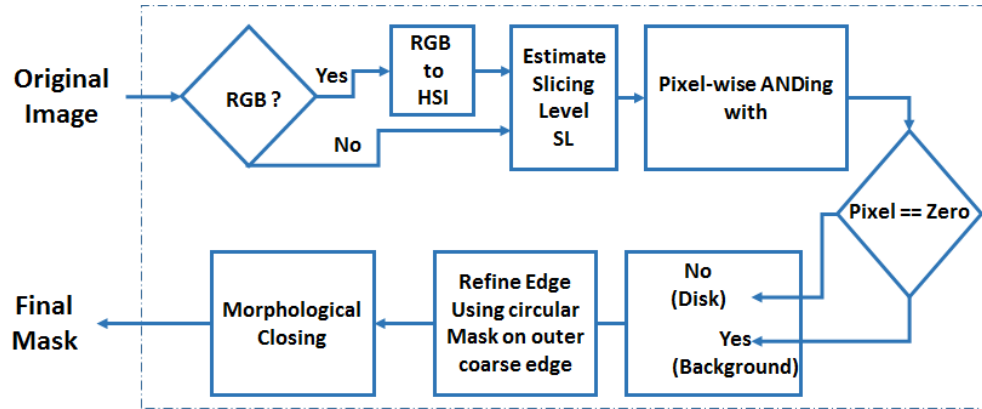 Original
Image
RGB ?
Yes
No
RGB
to
HSI
Estimate
Slicing
Level
SL
Pixel-wise ANDing
with
Pixel == Zero
No
(Disk)
Yes
(Background)
Refine Edge
Using circular
Mask on outer
coarse edge
Morphological
Closing
Final
Mask